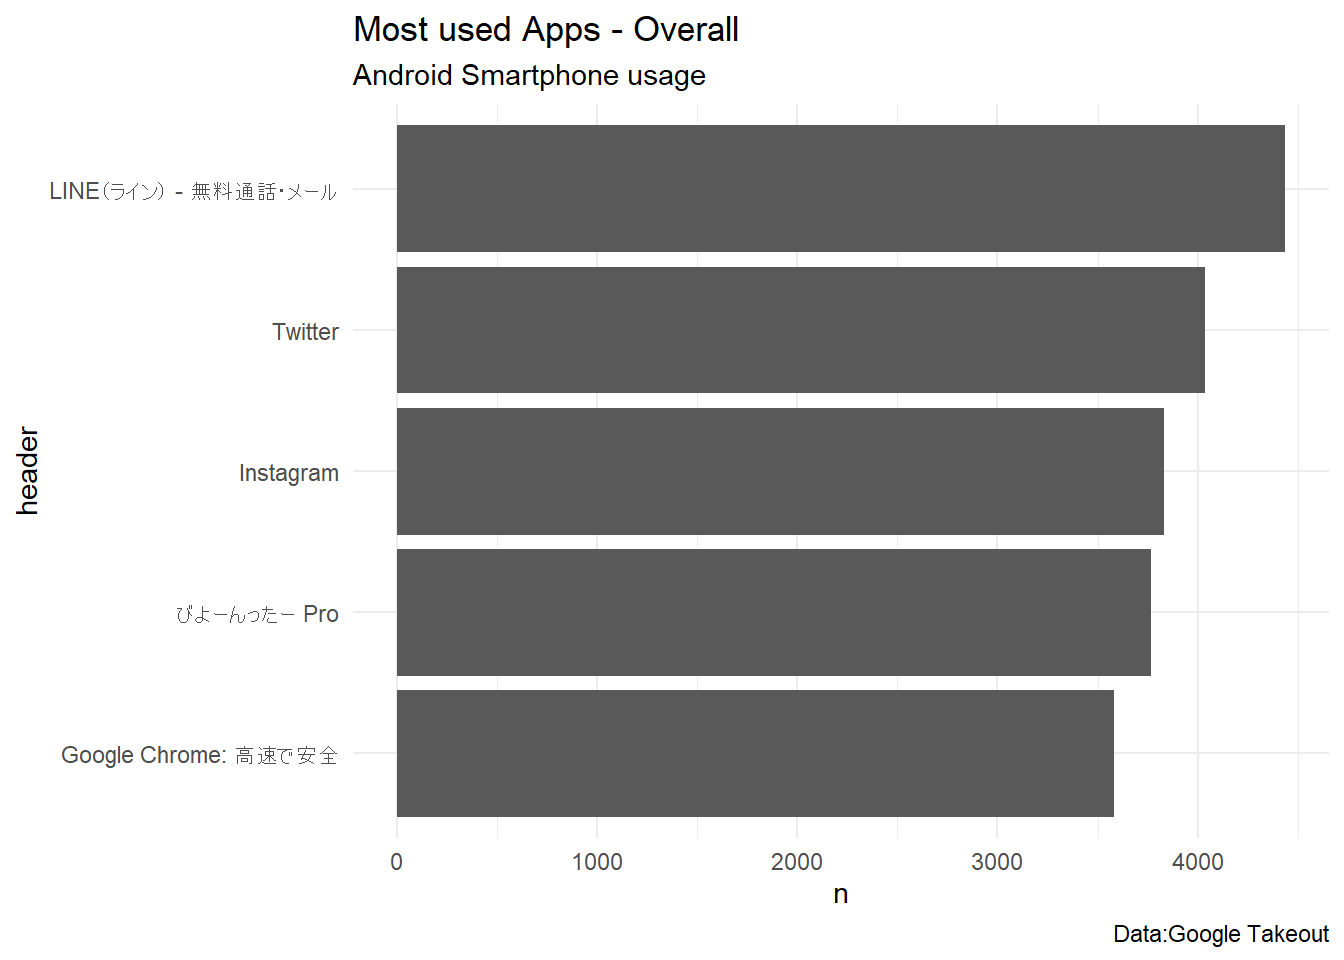 Most used Apps - Overall
Android Smartphone usage
LINE(ライン) - 無料通話・メール
Twitter
Instagram
びよーんったー Pro
Google Chrome: 高速で安全
header
0 1000 2000 3000 4000
n
Data:Google Takeout